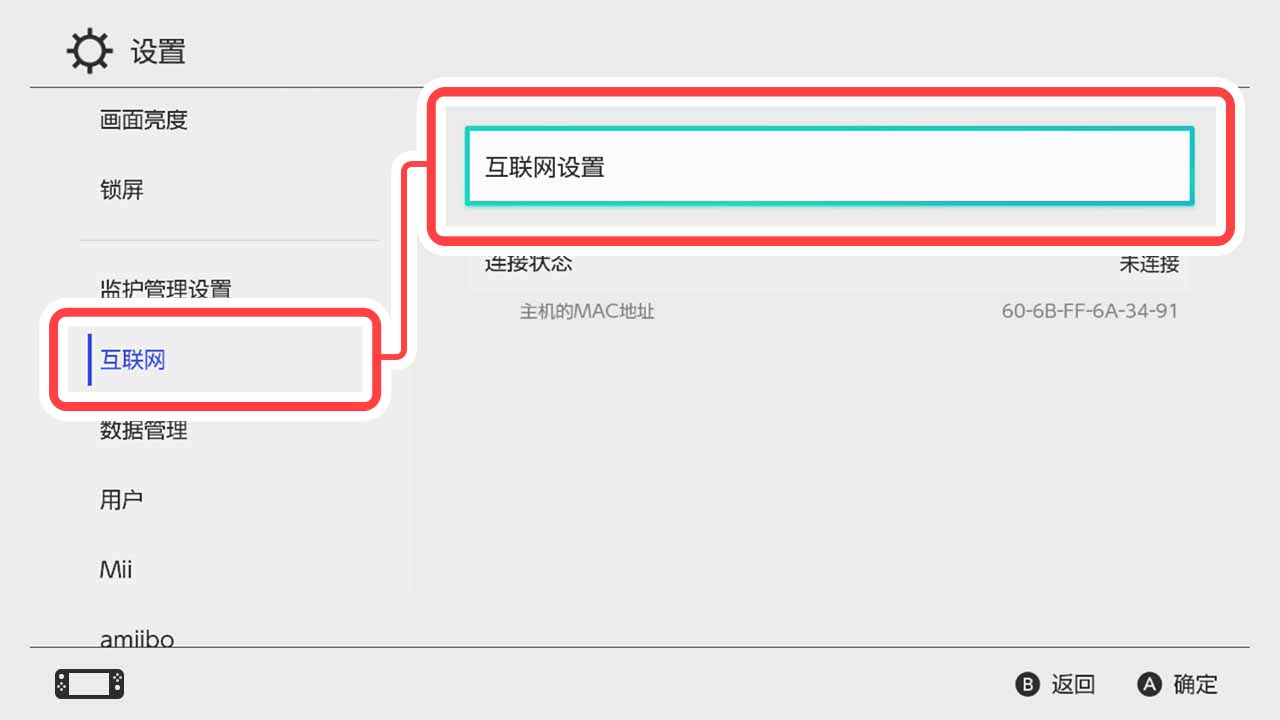 设置
画面亮度
锁屏
监护管理设置
互联网
数据管理
用户
Mii
amiibo
互联网设置
连接状态 未连接
主机的MAC地址 60-6B-FF-6A-34-91
B 返回 A 确定